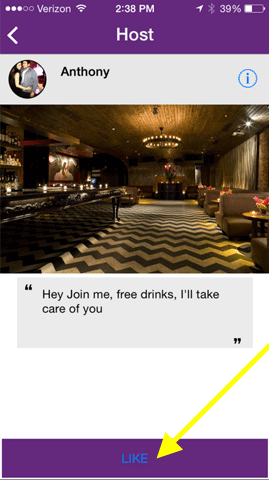 Verizon 2:38 PM 39%
Host
Anthony
“ Hey Join me, free drinks, I'll take
care of you ”
LIKE